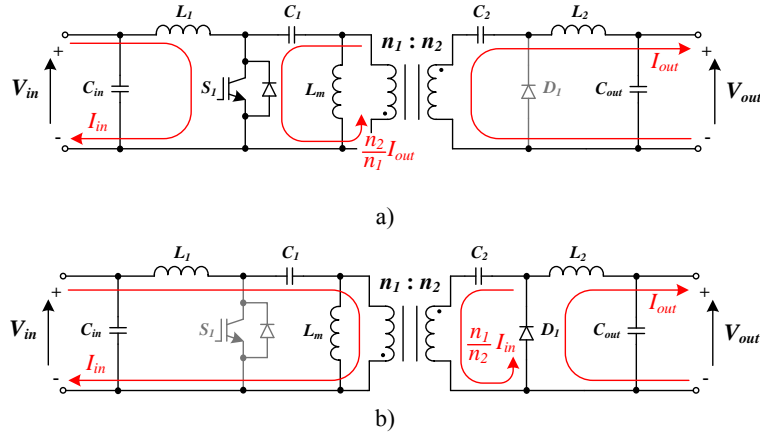 L1 C1 C2 L2
n1 : n2
+ + 
Vin Cin S1 Lm D1 Cout Iout Vout
- Iin n2/n1 Iout -
a)
L1 C1 C2 L2
n1 : n2
+ Iout +
Vin Cin S1 Lm n1/n2 Iin D1 Cout Vout
- Iin -
b)